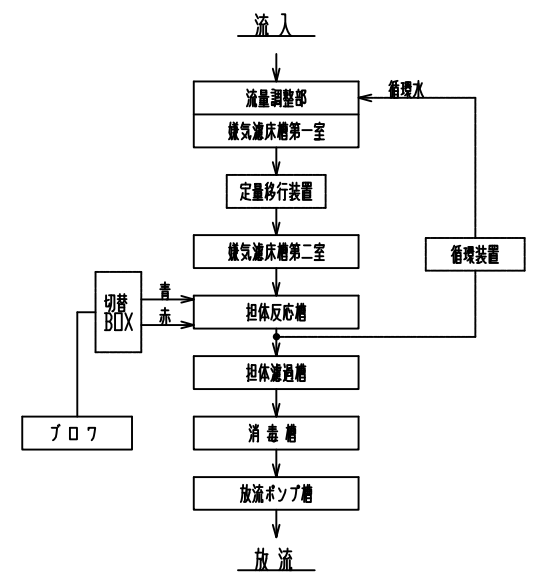 流入
流量調整部
循環水
嫌気濾床槽第一室
定量移行装置
嫌気濾床槽第二室
循環装置
切替
BOX
青
赤
担体反応槽
担体濾過槽
ブロワ
消毒槽
放流ポンプ槽
放流